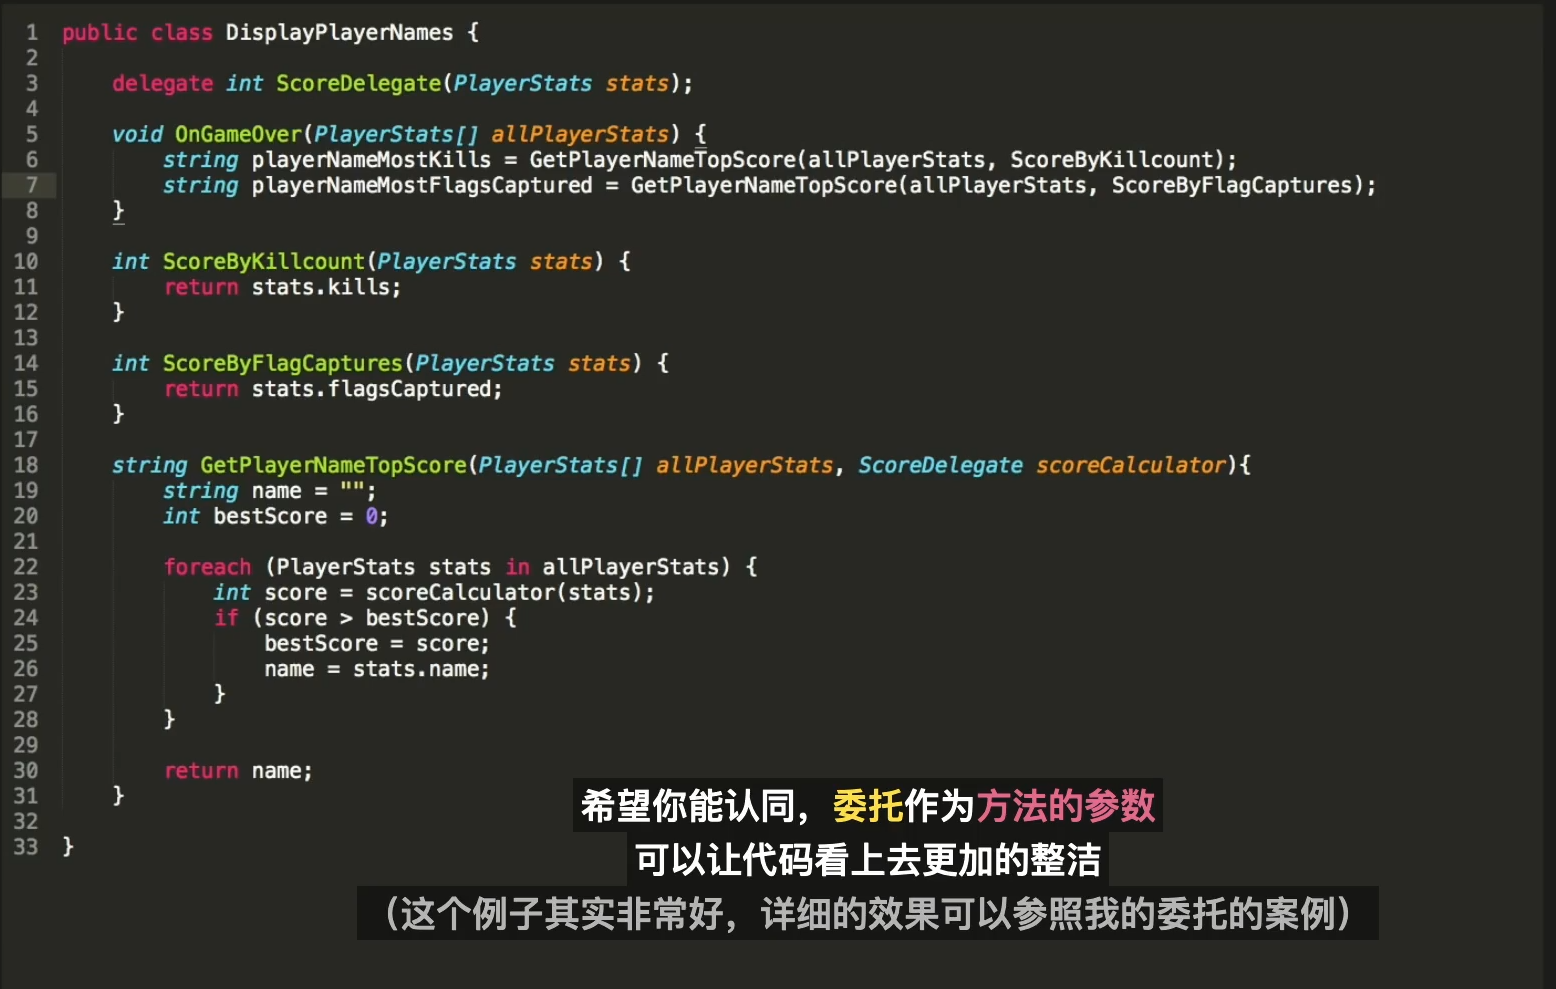 1 public class DisplayPlayerNames {
2
3     delegate int ScoreDelegate(PlayerStats stats);
4
5     void OnGameOver(PlayerStats[] allPlayerStats) {
6         string playerNameMostKills = GetPlayerNameTopScore(allPlayerStats, ScoreByKillcount);
7         string playerNameMostFlagsCaptured = GetPlayerNameTopScore(allPlayerStats, ScoreByFlagCaptures);
8     }
9
10     int ScoreByKillcount(PlayerStats stats) {
11         return stats.kills;
12     }
13
14     int ScoreByFlagCaptures(PlayerStats stats) {
15         return stats.flagsCaptured;
16     }
17
18     string GetPlayerNameTopScore(PlayerStats[] allPlayerStats, ScoreDelegate scoreCalculator){
19         string name = "";
20         int bestScore = 0;
21
22         foreach (PlayerStats stats in allPlayerStats) {
23             int score = scoreCalculator(stats);
24             if (score > bestScore) {
25                 bestScore = score;
26                 name = stats.name;
27             }
28         }
29
30         return name;
31     }
32
33 }
希望你能认同，委托作为方法的参数
可以让代码看上去更加的整洁
（这个例子其实非常好，详细的效果可以参照我的委托的案例）